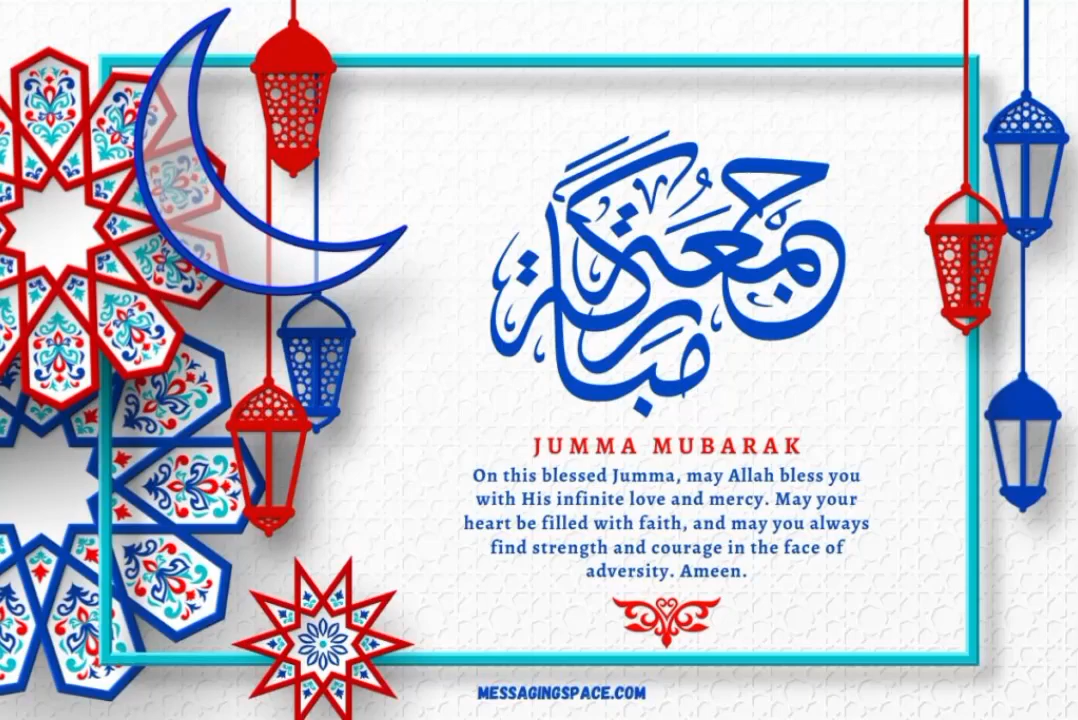 جمعة مباركة
JUMMA MUBARAK
On this blessed Jumma, may Allah bless you
with His infinite love and mercy. May your
heart be filled with faith, and may you always
find strength and courage in the face of
adversity. Ameen.
MESSAGINGSPACE.COM